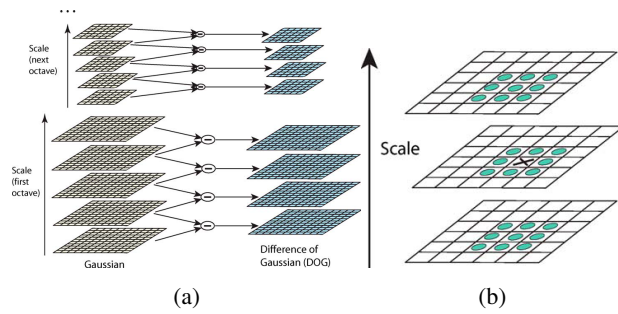 ...
Scale
(next
octave)
Scale
(first
octave)
Gaussian
Difference of
Gaussian (DOG)
(a)
Scale
(b)